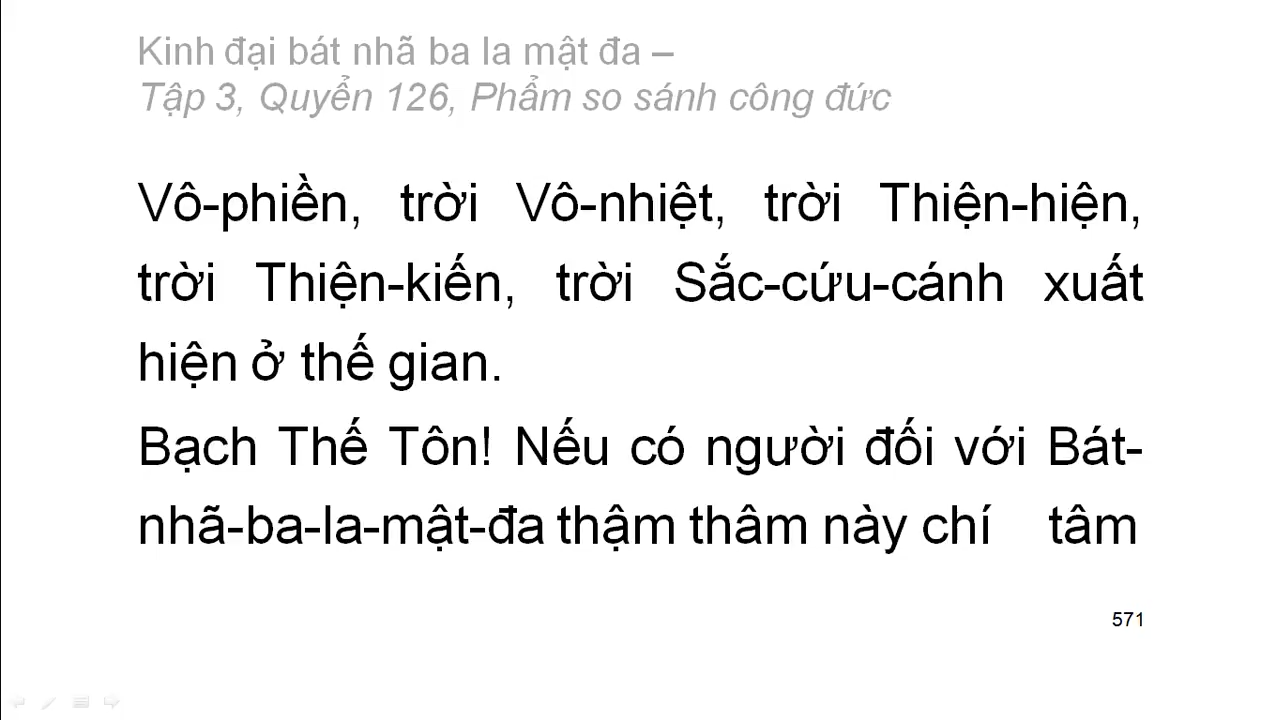 Kinh đại bát nhã ba la mật đa –
Tập 3, Quyển 126, Phẩm so sánh công đức
Vô-phiền, trời Vô-nhiệt, trời Thiện-hiện,
trời Thiện-kiến, trời Sắc-cứu-cánh xuất
hiện ở thế gian.
Bạch Thế Tôn! Nếu có người đối với Bát-
nhã-ba-la-mật-đa thậm thâm này chí tâm
571